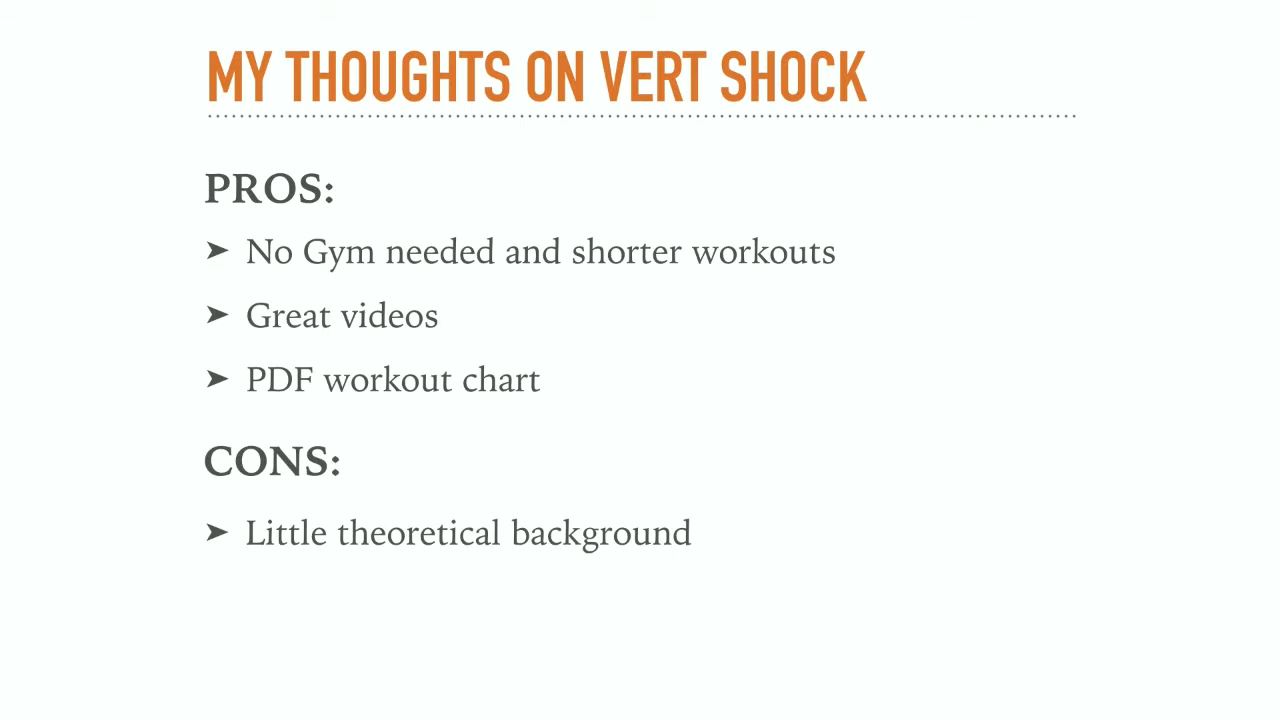 MY THOUGHTS ON VERT SHOCK
PROS:
➤ No Gym needed and shorter workouts
➤ Great videos
➤ PDF workout chart
CONS:
➤ Little theoretical background